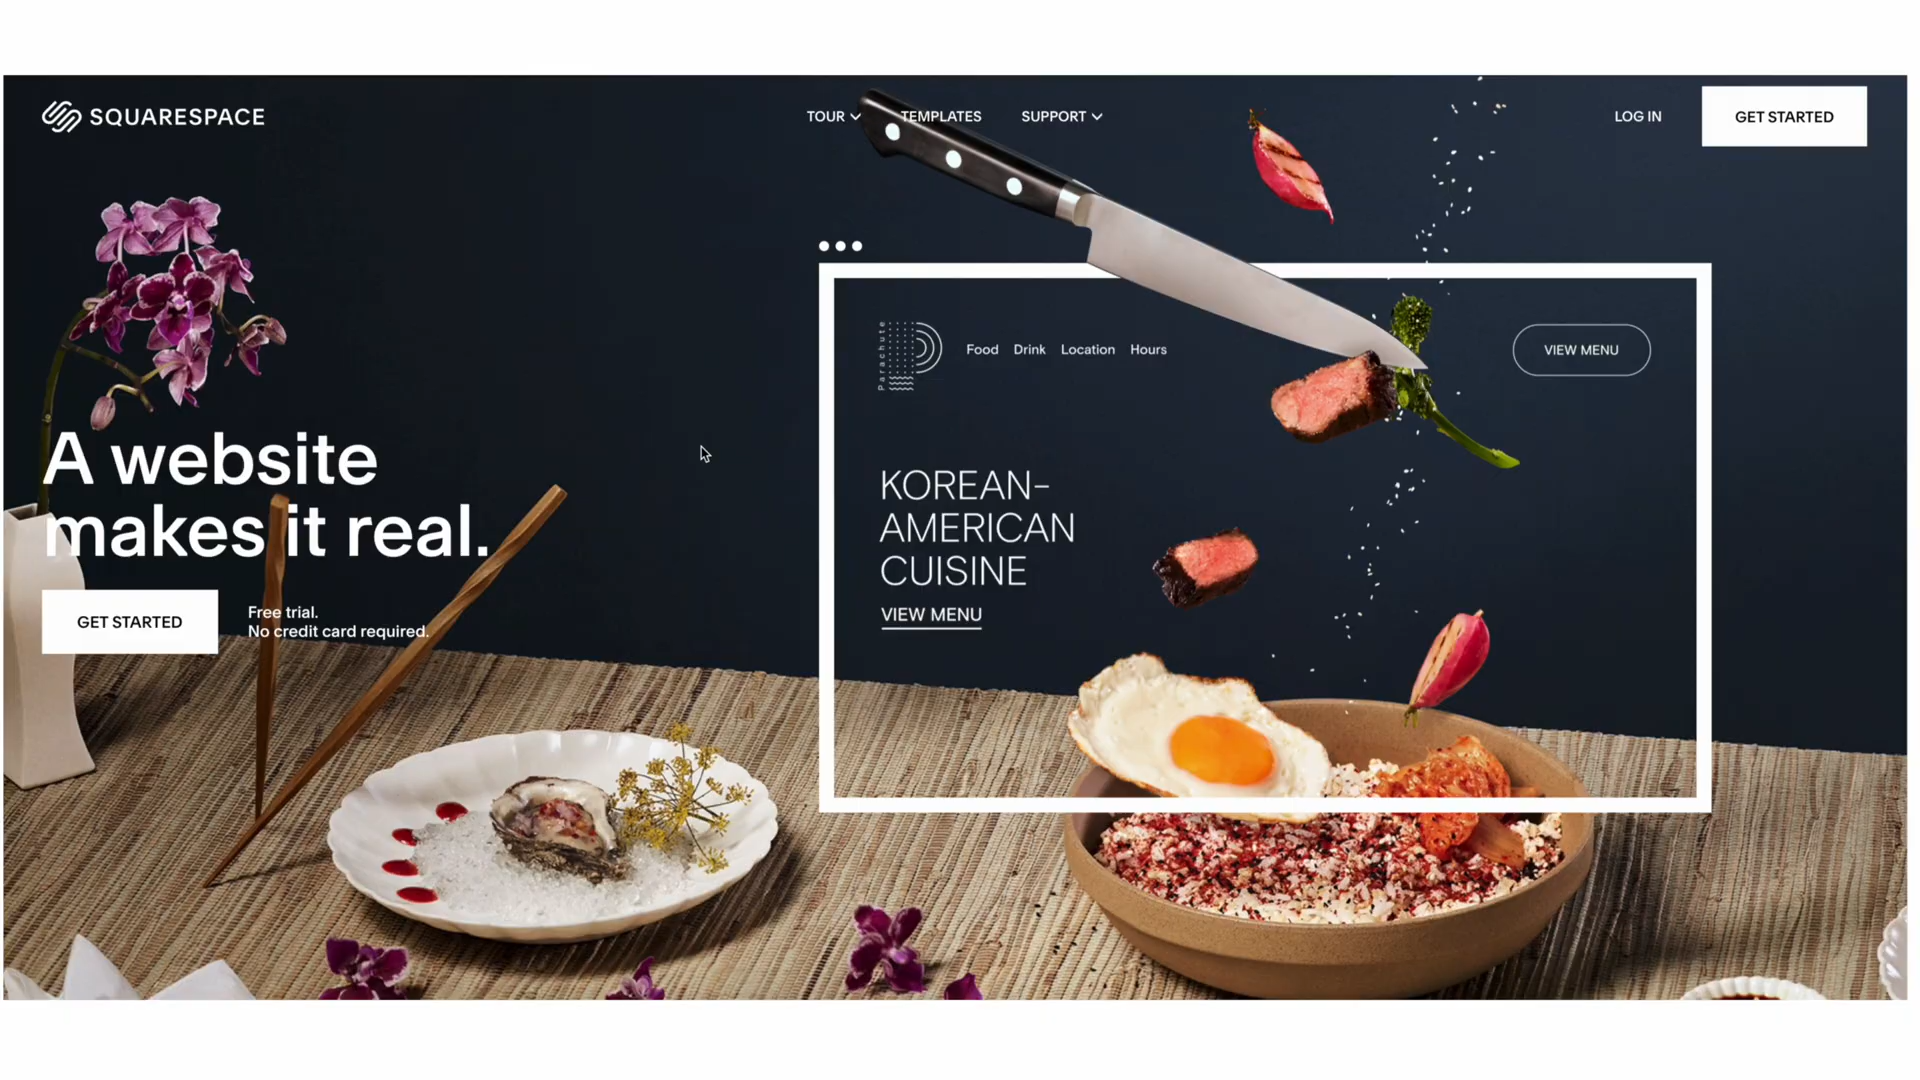 SQUARESPACE
TOUR
TEMPLATES
SUPPORT
LOG IN
GET STARTED
A website
makes it real.
GET STARTED
Free trial.
No credit card required.
Parachute
Food Drink Location Hours
VIEW MENU
KOREAN-
AMERICAN
CUISINE
VIEW MENU